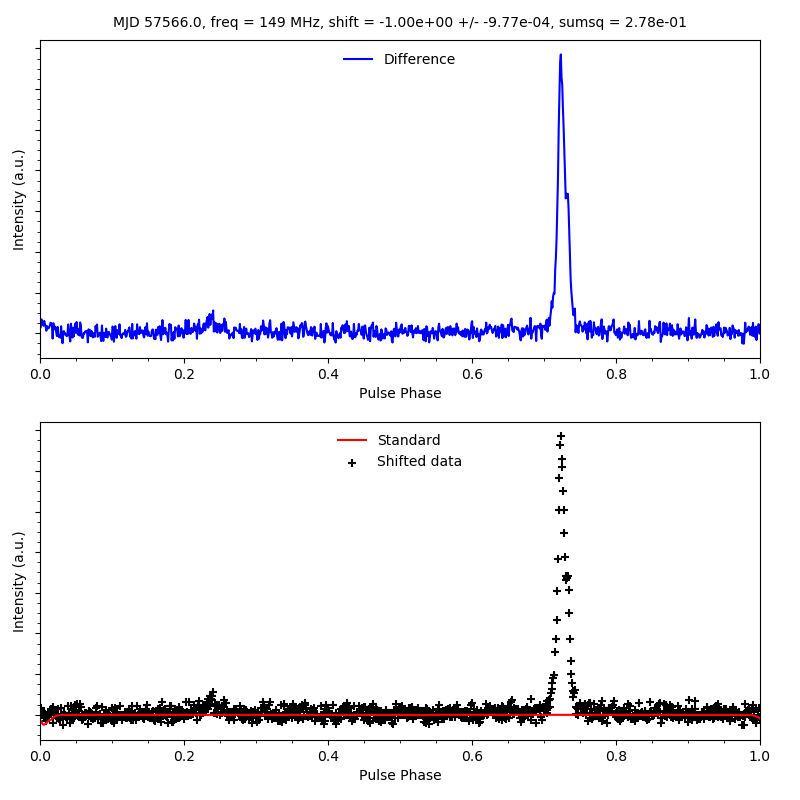 MJD 57566.0, freq = 149 MHz, shift = -1.00e+00 +/- -9.77e-04, sumsq = 2.78e-01
Difference
Intensity (a.u.)
0.0 0.2 0.4 0.6 0.8 1.0
Pulse Phase
Standard
Shifted data
Intensity (a.u.)
0.0 0.2 0.4 0.6 0.8 1.0
Pulse Phase